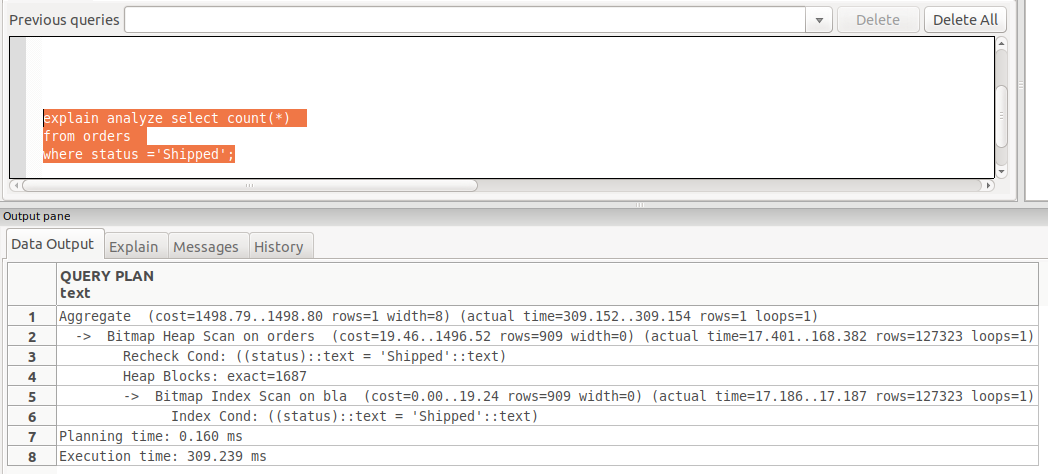 Previous queries
Delete
Delete All
explain analyze select count(*)
from orders
where status ='Shipped';
Output pane
Data Output
Explain
Messages
History
QUERY PLAN
text
1 Aggregate  (cost=1498.79..1498.80 rows=1 width=8) (actual time=309.152..309.154 rows=1 loops=1)
2   ->  Bitmap Heap Scan on orders  (cost=19.46..1496.52 rows=909 width=0) (actual time=17.401..168.382 rows=127323 loops=1)
3         Recheck Cond: ((status)::text = 'Shipped'::text)
4         Heap Blocks: exact=1687
5         ->  Bitmap Index Scan on bla  (cost=0.00..19.24 rows=909 width=0) (actual time=17.186..17.187 rows=127323 loops=1)
6               Index Cond: ((status)::text = 'Shipped'::text)
7 Planning time: 0.160 ms
8 Execution time: 309.239 ms